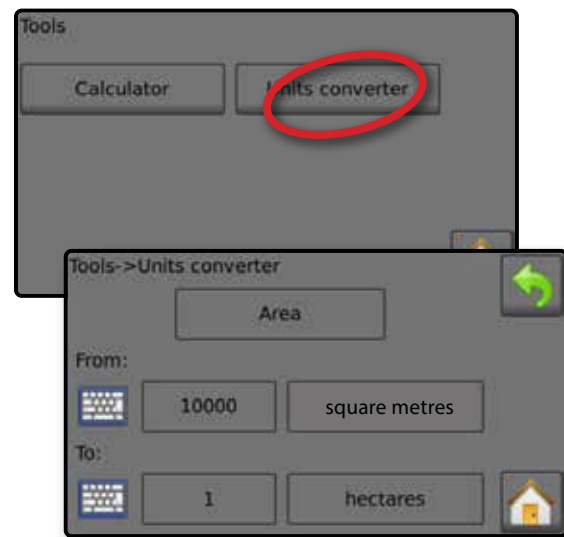 Tools
Calculator Units converter
Tools->Units converter
Area
From:
10000 square metres
To:
1 hectares